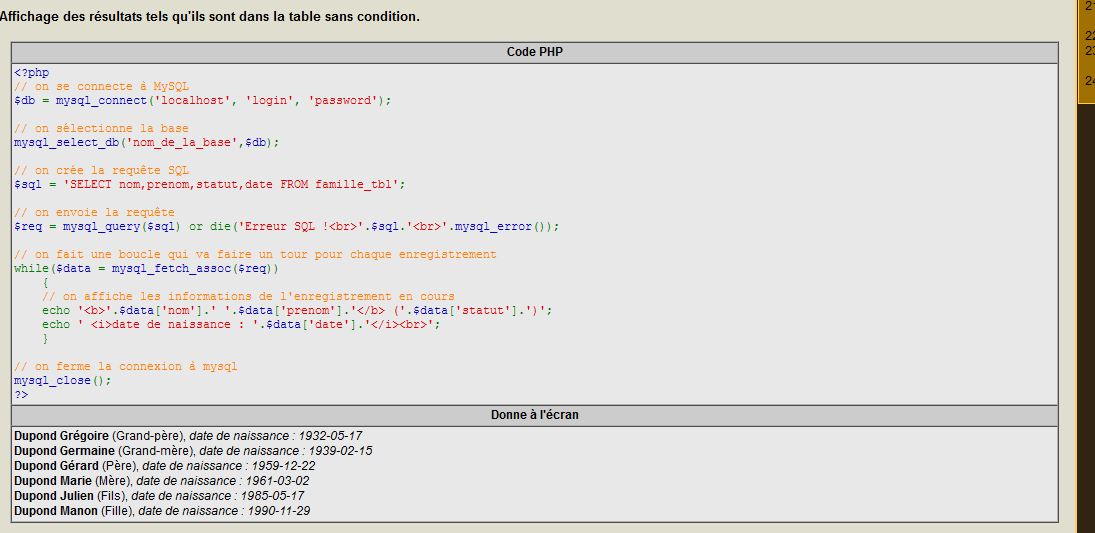 Affichage des résultats tels qu'ils sont dans la table sans condition.
Code PHP
<?php
// on se connecte à MySQL
$db = mysql_connect('localhost', 'login', 'password');
// on sélectionne la base
mysql_select_db('nom_de_la_base',$db);
// on crée la requête SQL
$sql = 'SELECT nom,prenom,statut,date FROM famille_tbl';
// on envoie la requête
$req = mysql_query($sql) or die('Erreur SQL !<br>'.$sql.'<br>'.mysql_error());
// on fait une boucle qui va faire un tour pour chaque enregistrement
while($data = mysql_fetch_assoc($req))
{
// on affiche les informations de l'enregistrement en cours
echo '<b>'.$data['nom'].' '.$data['prenom'].'</b> ('.$data['statut'].')';
echo ' <i>date de naissance : '.$data['date'].'</i><br>';
}
// on ferme la connexion à mysql
mysql_close();
?>
Donne à l'écran
Dupond Grégoire (Grand-père), date de naissance : 1932-05-17
Dupond Germaine (Grand-mère), date de naissance : 1939-02-15
Dupond Gérard (Père), date de naissance : 1959-12-22
Dupond Marie (Mère), date de naissance : 1961-03-02
Dupond Julien (Fils), date de naissance : 1985-05-17
Dupond Manon (Fille), date de naissance : 1990-11-29